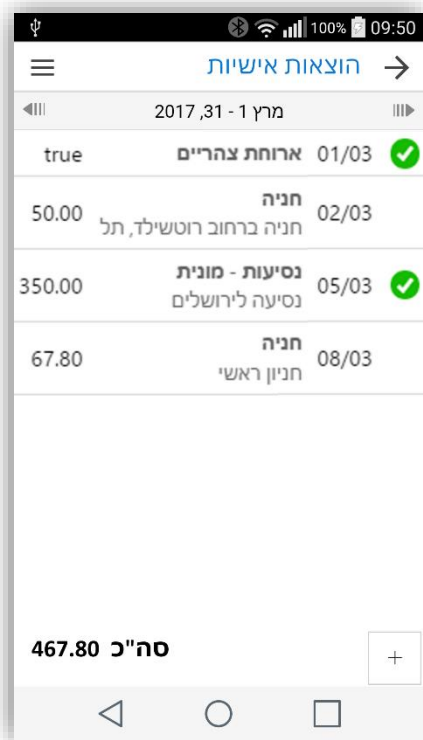 100% 09:50
הוצאות אישיות
מרץ 1 - 31, 2017
01/03 ארוחת צהריים true
02/03 חניה 50.00
חניה ברחוב רוטשילד, תל
05/03 נסיעות - מונית 350.00
נסיעה לירושלים
08/03 חניה 67.80
חניון ראשי
סה"כ 467.80
+